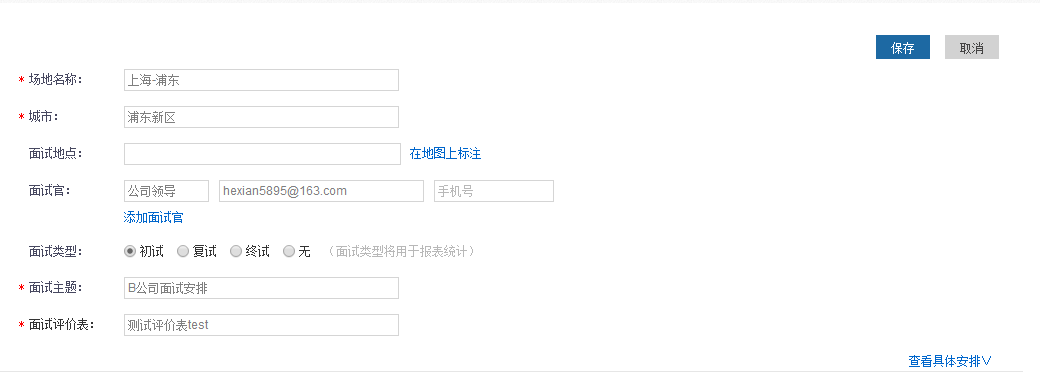 保存 取消
* 场地名称： 上海-浦东
* 城市： 浦东新区
面试地点： 在地图上标注
面试官： 公司领导 hexian5895@163.com 手机号
添加面试官
面试类型： 初试 复试 终试 无 （面试类型将用于报表统计）
* 面试主题： B公司面试安排
* 面试评价表： 测试评价表test
查看具体安排∨